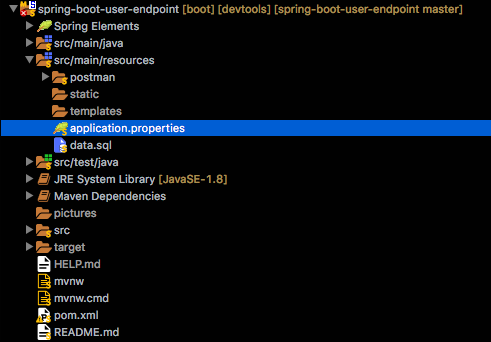 spring-boot-user-endpoint [boot] [devtools] [spring-boot-user-endpoint master]
Spring Elements
src/main/java
src/main/resources
postman
static
templates
application.properties
data.sql
src/test/java
JRE System Library [JavaSE-1.8]
Maven Dependencies
pictures
src
target
HELP.md
mvnw
mvnw.cmd
pom.xml
README.md